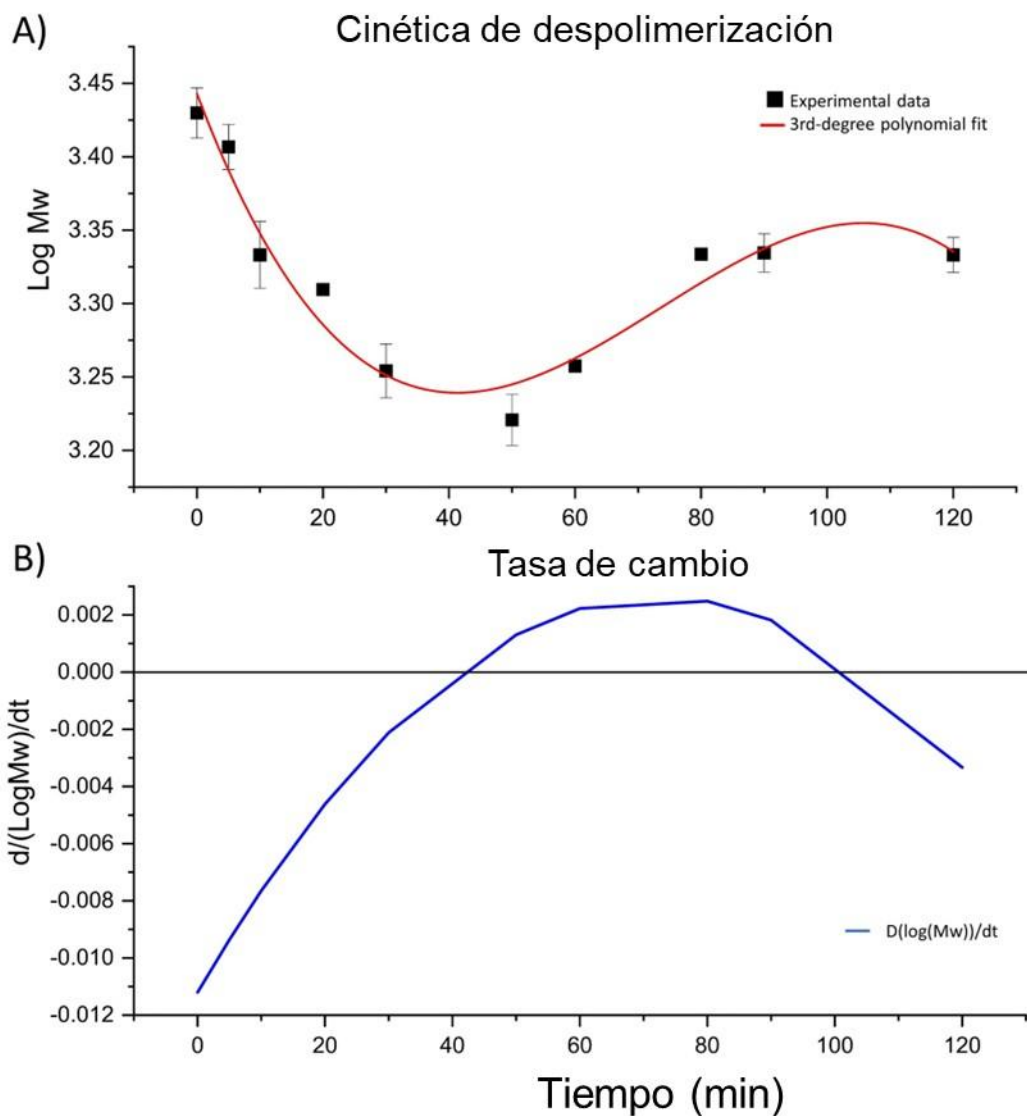 A)
Cinética de despolimerización
Log Mw
3.45
3.40
3.35
3.30
3.25
3.20
Experimental data
3rd-degree polynomial fit
0 20 40 60 80 100 120
B)
Tasa de cambio
d/(LogMw)/dt
0.002
0.000
-0.002
-0.004
-0.006
-0.008
-0.010
-0.012
D(log(Mw))/dt
0 20 40 60 80 100 120
Tiempo (min)